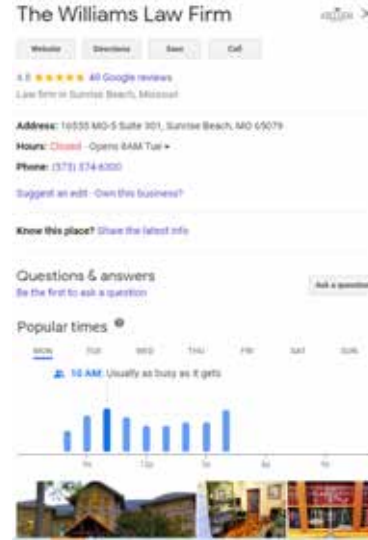 The Williams Law Firm
Website Directions Save Call
4.8 ★★★★★ 40 Google reviews
Law firm in Sunrise Beach, Missouri
Address: 16555 MO-5 Suite 301, Sunrise Beach, MO 65079
Hours: Closed · Opens 8AM Tue
Phone: (573) 374-6300
Suggest an edit · Own this business?
Know this place? Share the latest info
Questions & answers
Ask a question
Be the first to ask a question
Popular times
MON TUE WED THU FRI SAT SUN
10 AM: Usually as busy as it gets
9a 12p 3p 6p 9p